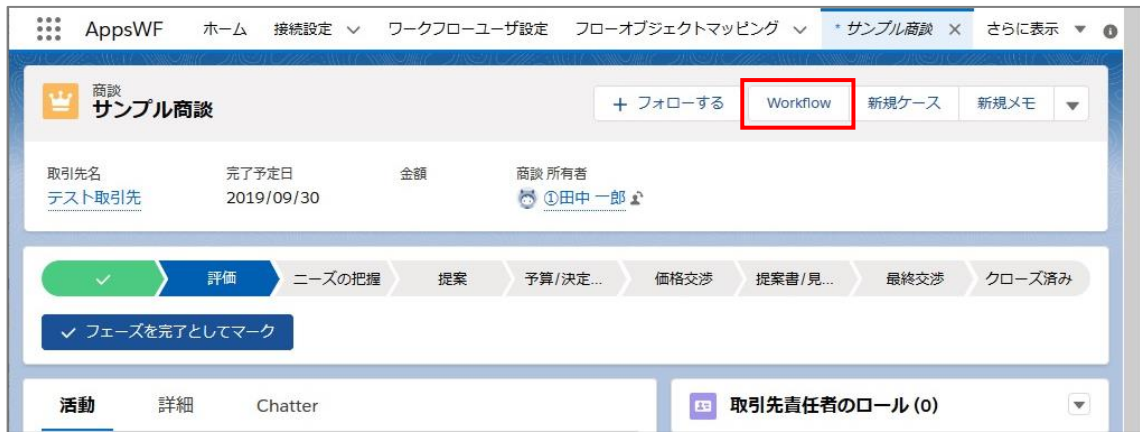 AppsWF ホーム 接続設定 ワークフローユーザ設定 フローオブジェクトマッピング * サンプル商談 さらに表示
商談
サンプル商談
フォローする Workflow 新規ケース 新規メモ
取引先名 完了予定日 金額 商談 所有者
テスト取引先 2019/09/30 ①田中 一郎
評価 ニーズの把握 提案 予算/決定... 価格交渉 提案書/見... 最終交渉 クローズ済み
フェーズを完了としてマーク
活動 詳細 Chatter 取引先責任者のロール (0)